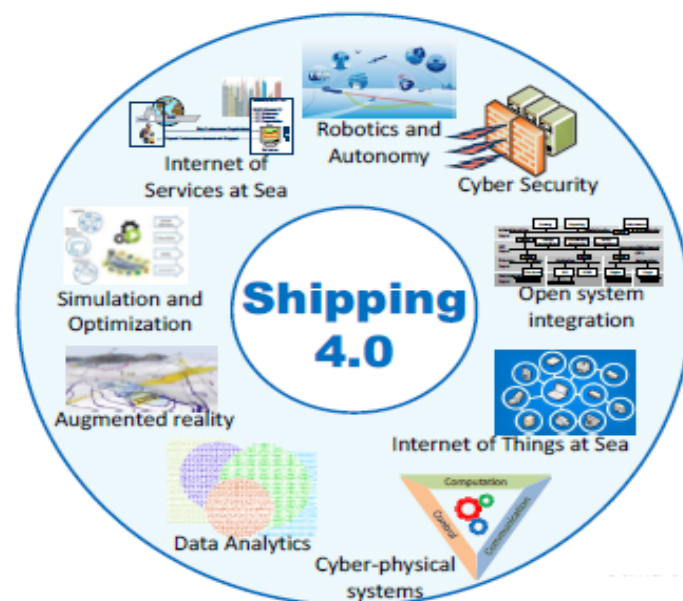 Robotics and
Autonomy
Cyber Security
Internet of
Services at Sea
Simulation and
Optimization
Shipping
4.0
Open system
integration
Augmented reality
Internet of Things at Sea
Data Analytics
Computation
Control
Communication
Cyber-physical
systems